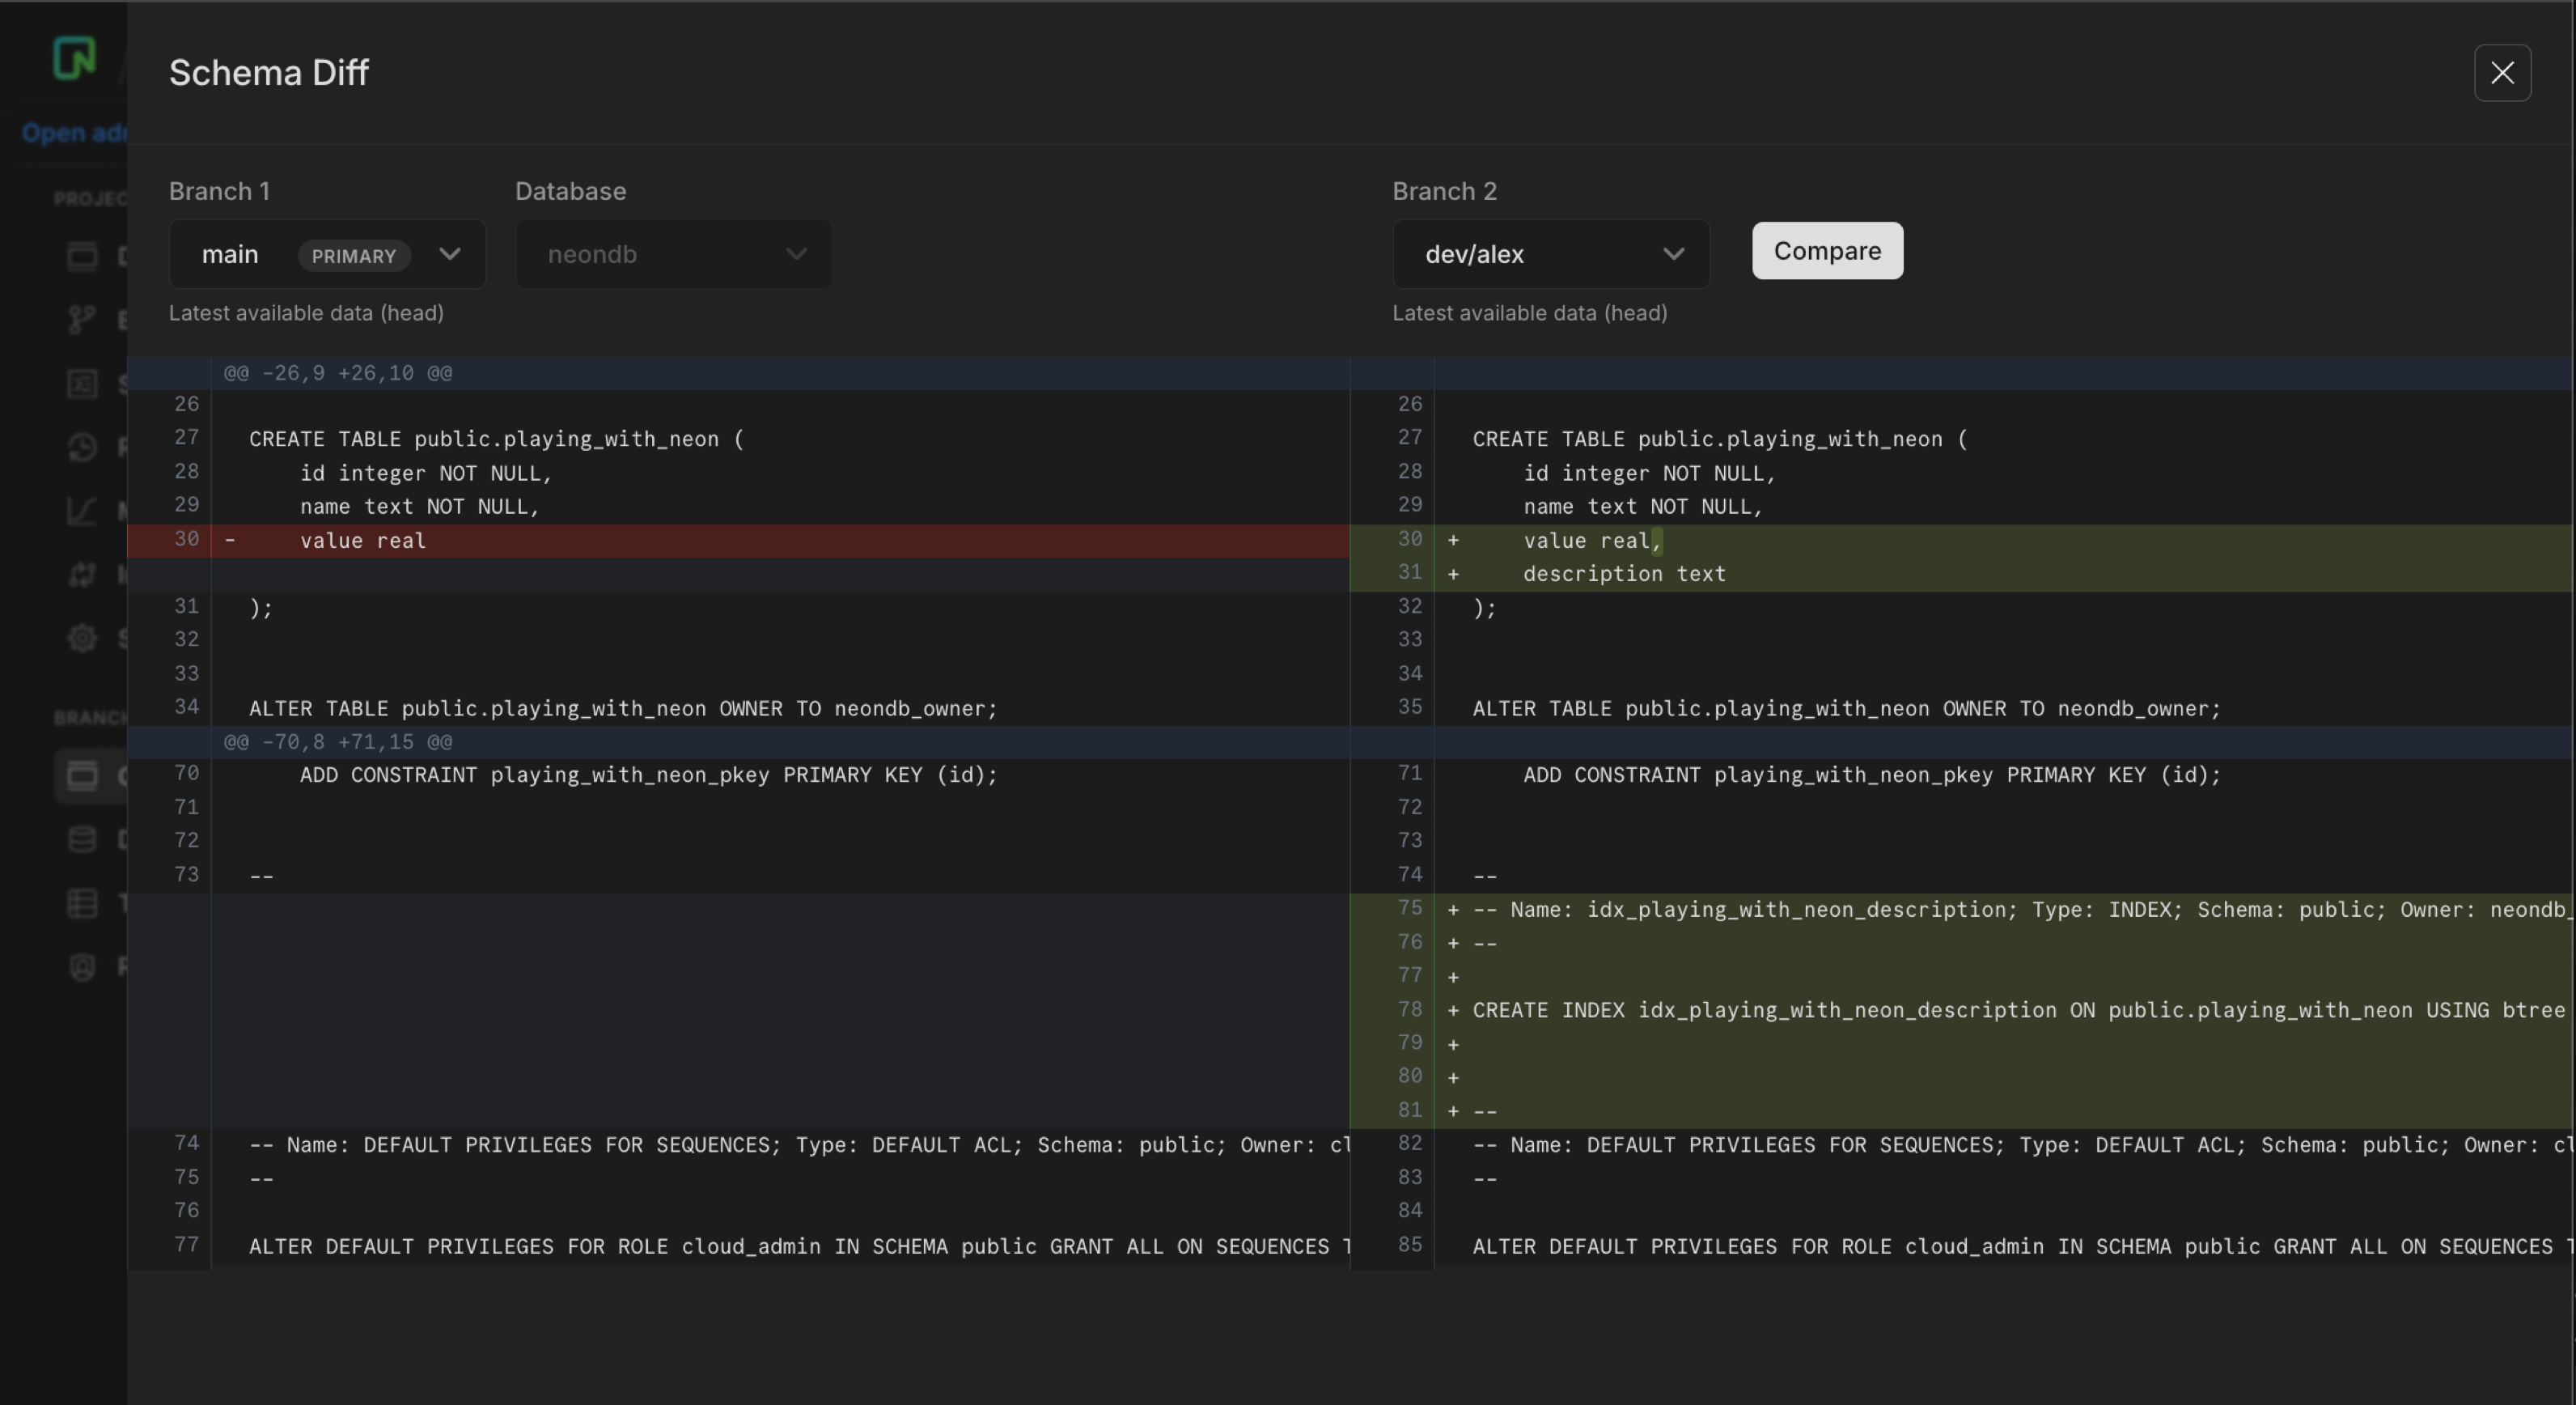 Schema Diff
Open
PROJEC
BRANCH
Branch 1
Database
Branch 2
main PRIMARY
neondb
dev/alex
Compare
Latest available data (head)
Latest available data (head)
@@ -26,9 +26,10 @@
26
27 CREATE TABLE public.playing_with_neon (
28 id integer NOT NULL,
29 name text NOT NULL,
30 - value real
31 );
32
33
34 ALTER TABLE public.playing_with_neon OWNER TO neondb_owner;
@@ -70,8 +71,15 @@
70 ADD CONSTRAINT playing_with_neon_pkey PRIMARY KEY (id);
71
72
73 --
74 -- Name: DEFAULT PRIVILEGES FOR SEQUENCES; Type: DEFAULT ACL; Schema: public; Owner: cl
75 --
76
77 ALTER DEFAULT PRIVILEGES FOR ROLE cloud_admin IN SCHEMA public GRANT ALL ON SEQUENCES T
26
27 CREATE TABLE public.playing_with_neon (
28 id integer NOT NULL,
29 name text NOT NULL,
30 + value real,
31 + description text
32 );
33
34
35 ALTER TABLE public.playing_with_neon OWNER TO neondb_owner;
71 ADD CONSTRAINT playing_with_neon_pkey PRIMARY KEY (id);
72
73
74 --
75 + -- Name: idx_playing_with_neon_description; Type: INDEX; Schema: public; Owner: neondb_
76 + --
77 +
78 + CREATE INDEX idx_playing_with_neon_description ON public.playing_with_neon USING btree
79 +
80 +
81 + --
82 -- Name: DEFAULT PRIVILEGES FOR SEQUENCES; Type: DEFAULT ACL; Schema: public; Owner: cl
83 --
84
85 ALTER DEFAULT PRIVILEGES FOR ROLE cloud_admin IN SCHEMA public GRANT ALL ON SEQUENCES T